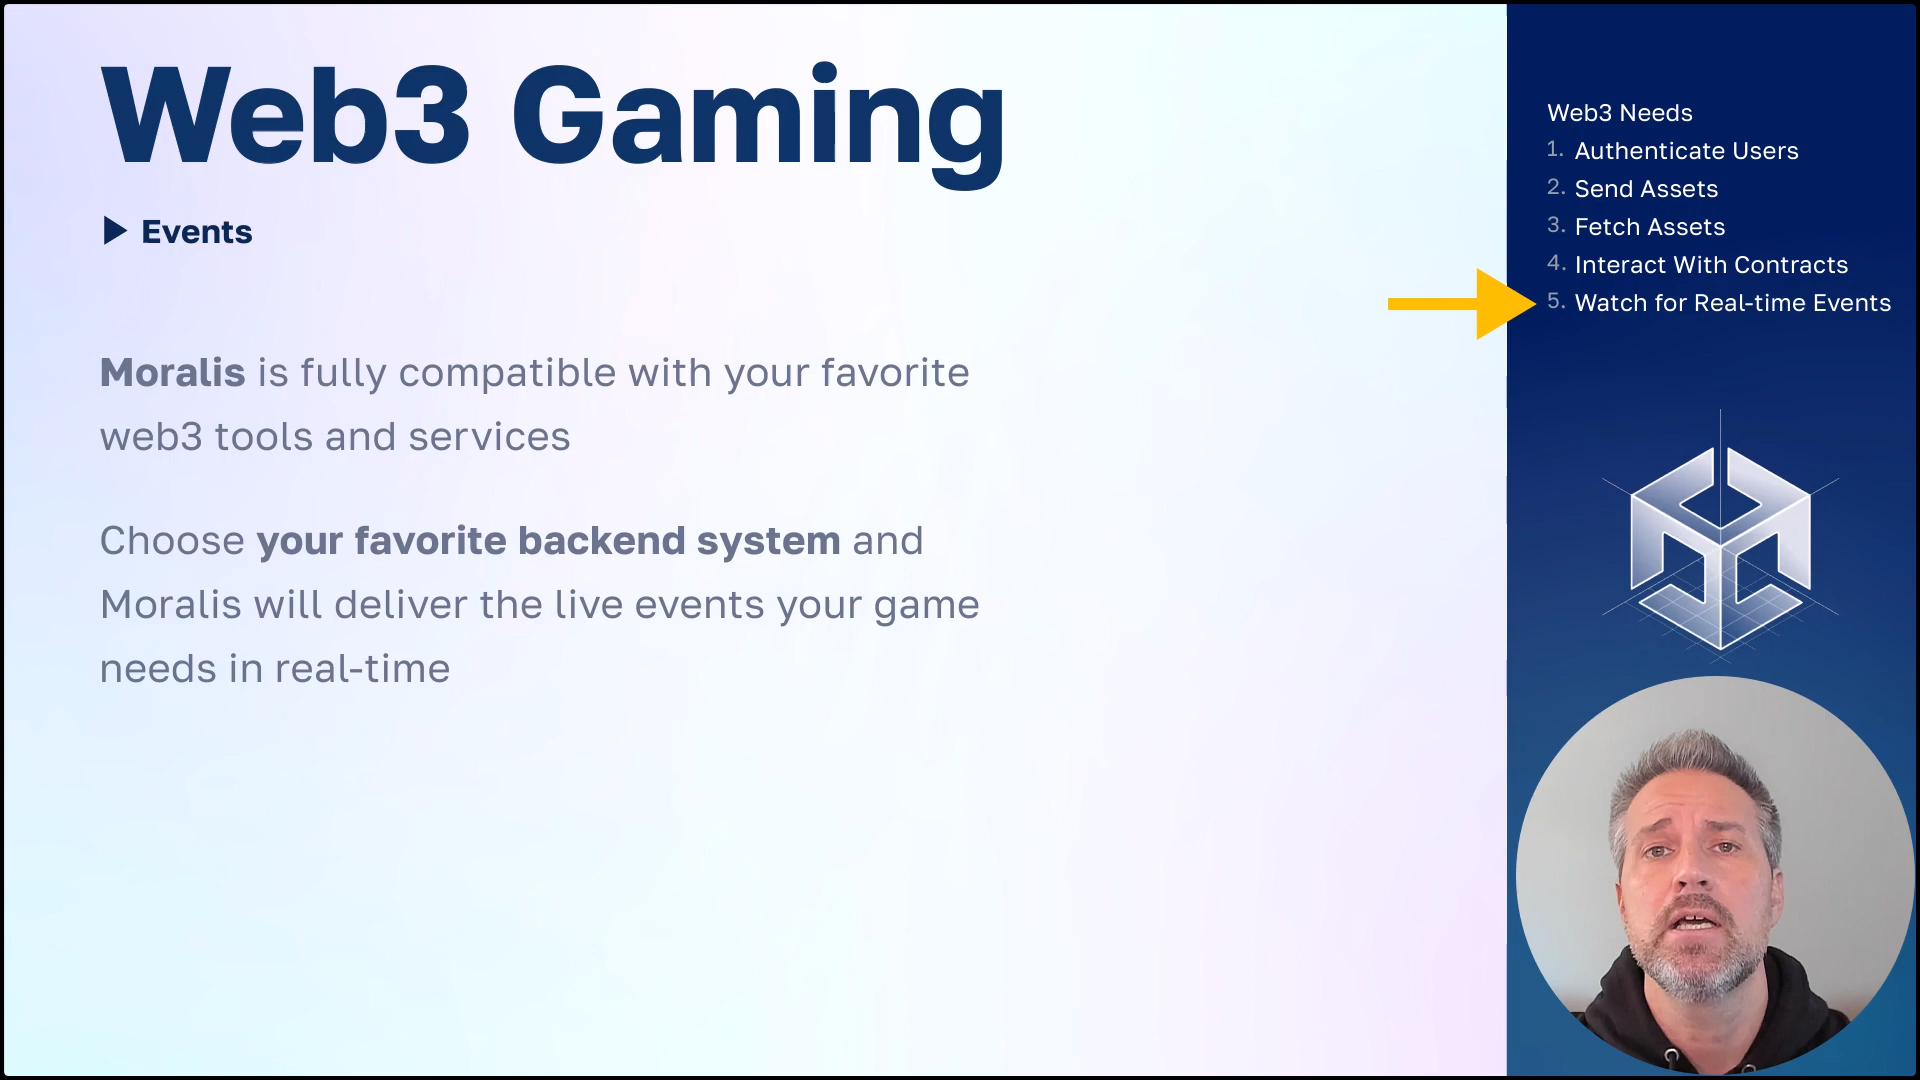 Web3 Gaming
Events
Moralis is fully compatible with your favorite
web3 tools and services
Choose your favorite backend system and
Moralis will deliver the live events your game
needs in real-time
Web3 Needs
1. Authenticate Users
2. Send Assets
3. Fetch Assets
4. Interact With Contracts
5. Watch for Real-time Events